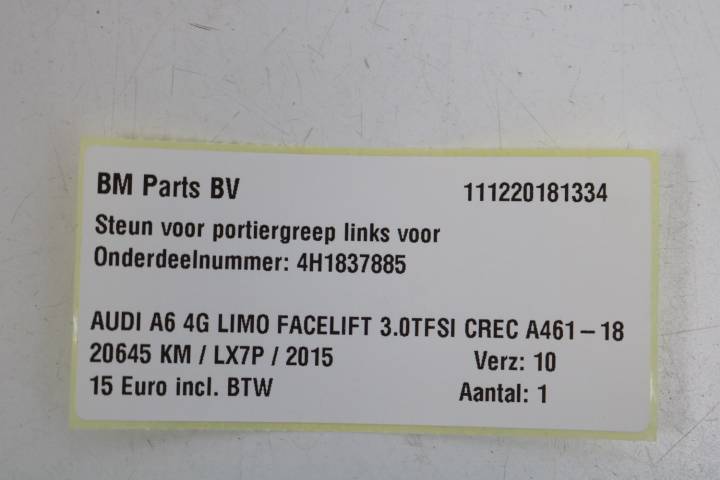 BM Parts BV 111220181334
Steun voor portiergreep links voor
Onderdeelnummer: 4H1837885
AUDI A6 4G LIMO FACELIFT 3.0TFSI CREC A461-18
20645 KM / LX7P / 2015 Verz: 10
15 Euro incl. BTW Aantal: 1